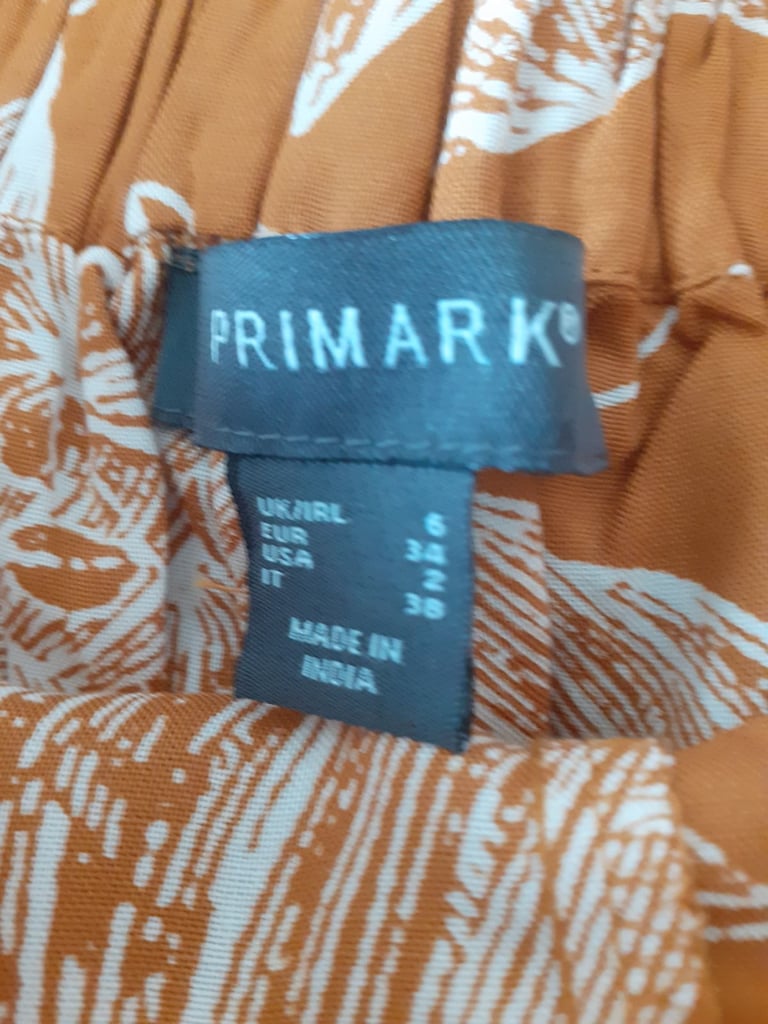 PRIMARK®
UK/IRL 6
EUR 34
USA 2
IT 38
MADE IN
INDIA